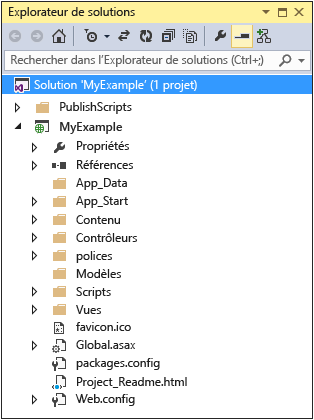 Explorateur de solutions
Rechercher dans l'Explorateur de solutions (Ctrl+;)
Solution 'MyExample' (1 projet)
PublishScripts
MyExample
Propriétés
Références
App_Data
App_Start
Contenu
Contrôleurs
polices
Modèles
Scripts
Vues
favicon.ico
Global.asax
packages.config
Project_Readme.html
Web.config